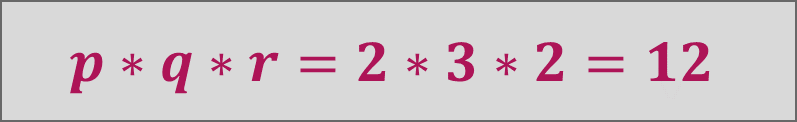 p * q * r = 2 * 3 * 2 = 12